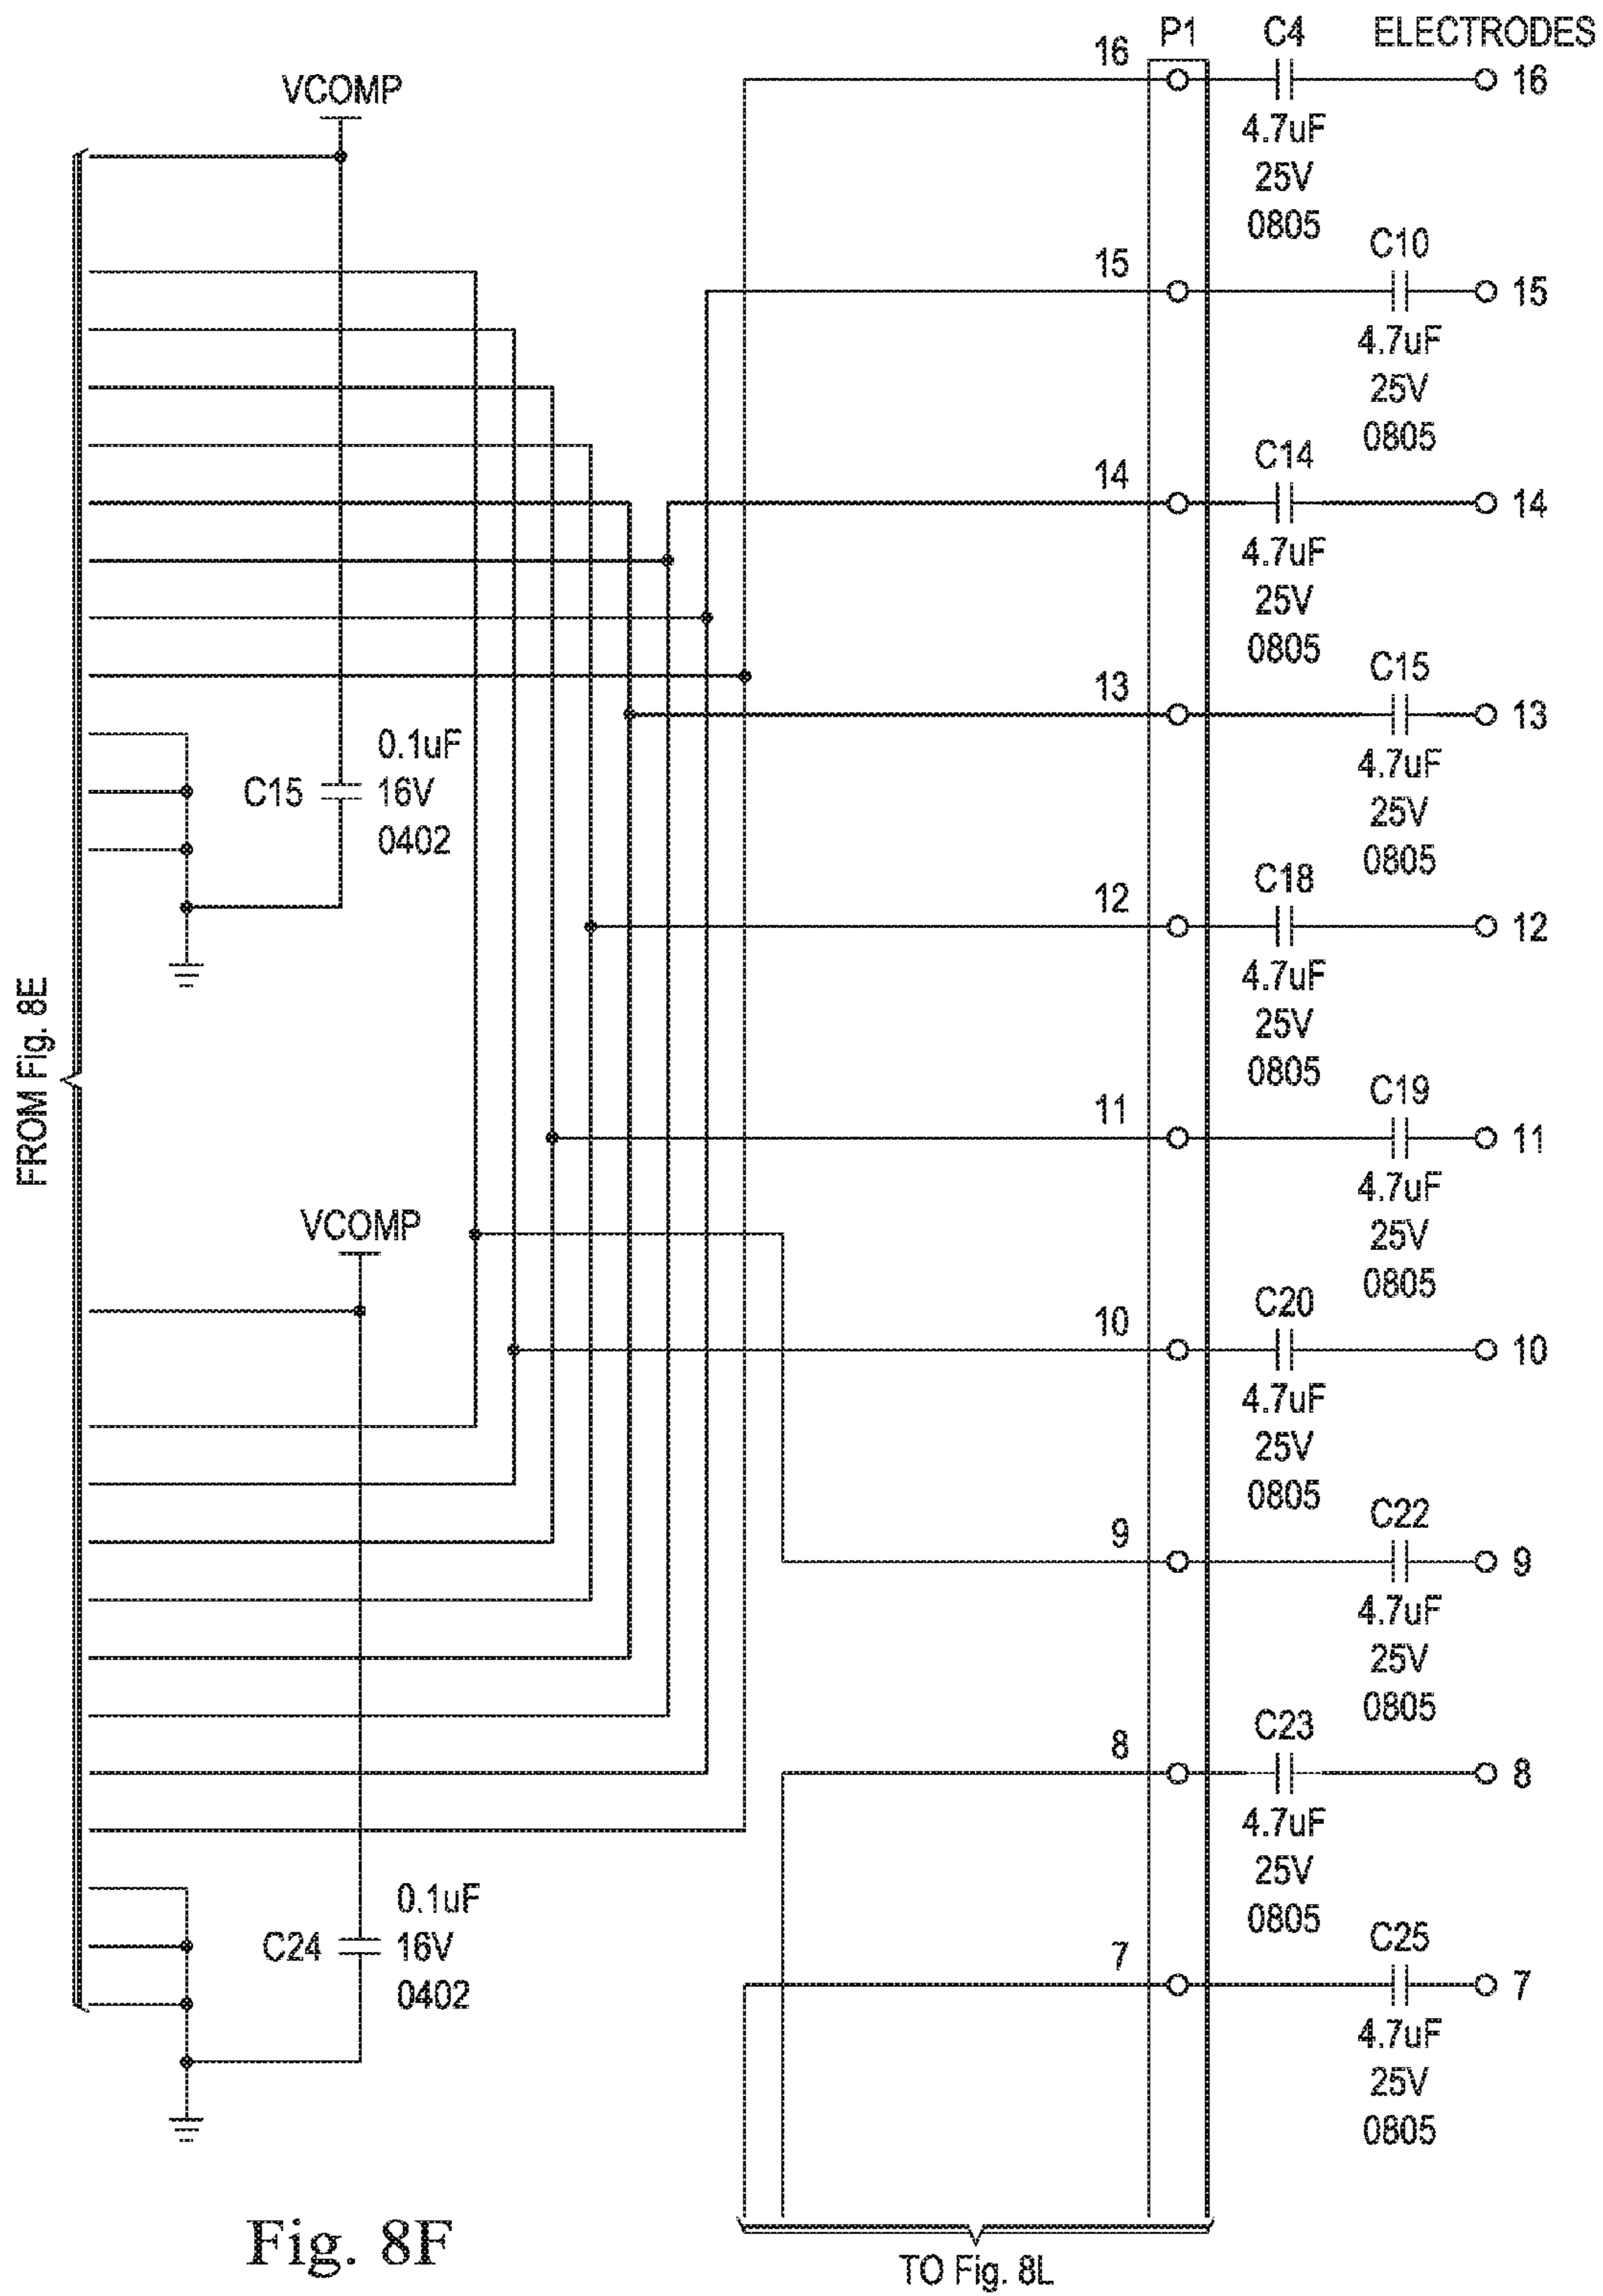 P1
C4
ELECTRODES
16
16
4.7uF
25V
0805
VCOMP
C10
15
15
4.7uF
25V
0805
C14
14
14
4.7uF
25V
0805
C15
13
13
4.7uF
25V
0805
C15
0.1uF
16V
0402
C18
12
12
4.7uF
25V
0805
FROM Fig. 8E
C19
11
11
4.7uF
25V
0805
VCOMP
C20
10
10
4.7uF
25V
0805
C22
9
9
4.7uF
25V
0805
C23
8
8
4.7uF
25V
0805
C24
0.1uF
16V
0402
C25
7
7
4.7uF
25V
0805
Fig. 8F
TO Fig. 8L